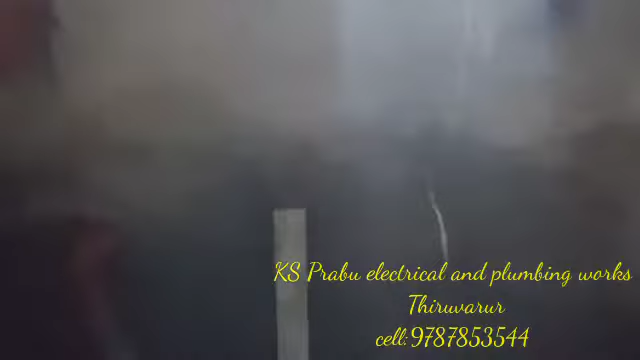 KS Prabu electrical and plumbing works
Thiruvarur
cell:9787853544